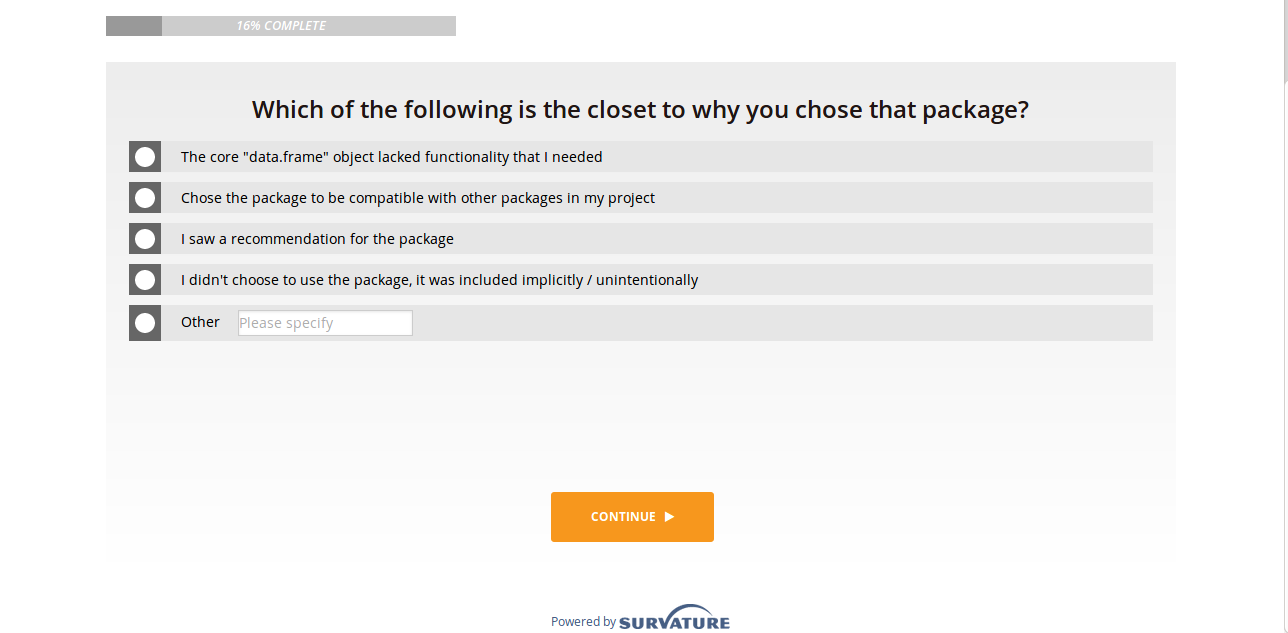 16% COMPLETE
Which of the following is the closet to why you chose that package?
The core "data.frame" object lacked functionality that I needed
Chose the package to be compatible with other packages in my project
I saw a recommendation for the package
I didn't choose to use the package, it was included implicitly / unintentionally
Other Please specify
CONTINUE
Powered by SURVATURE